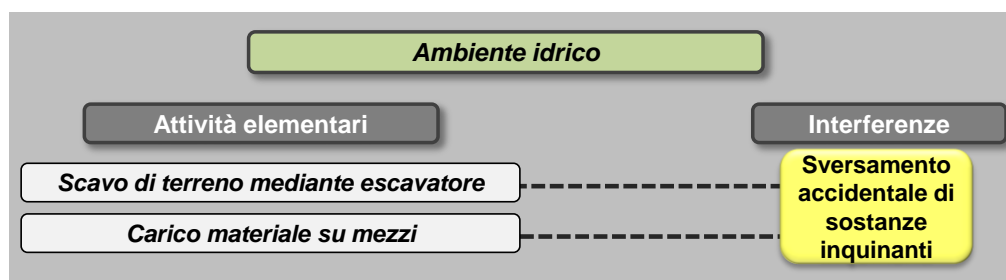 Ambiente idrico
Attività elementari
Interferenze
Scavo di terreno mediante escavatore
Carico materiale su mezzi
Sversamento
accidentale di
sostanze
inquinanti